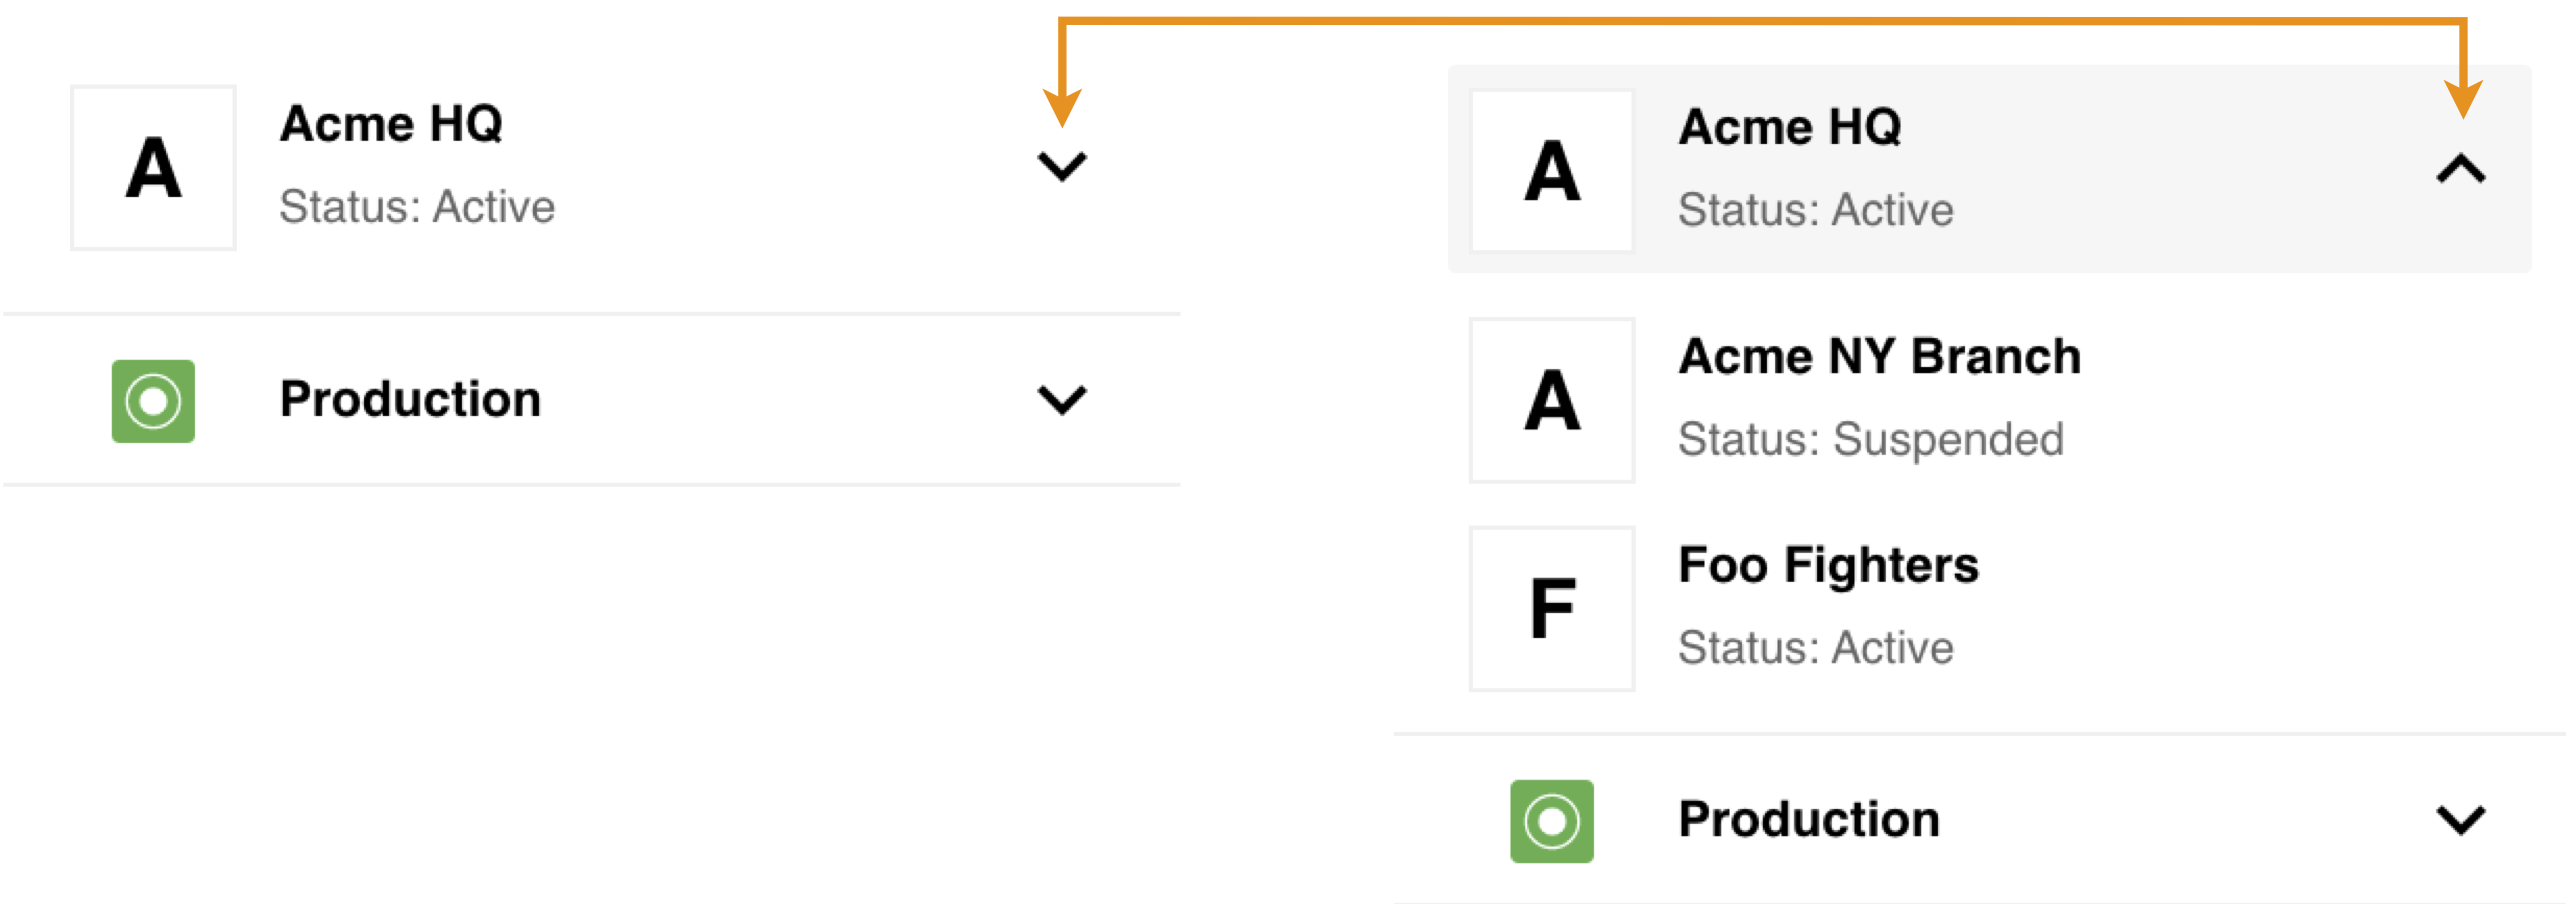 A
Acme HQ
Status: Active
Production
A
Acme HQ
Status: Active
A
Acme NY Branch
Status: Suspended
F
Foo Fighters
Status: Active
Production